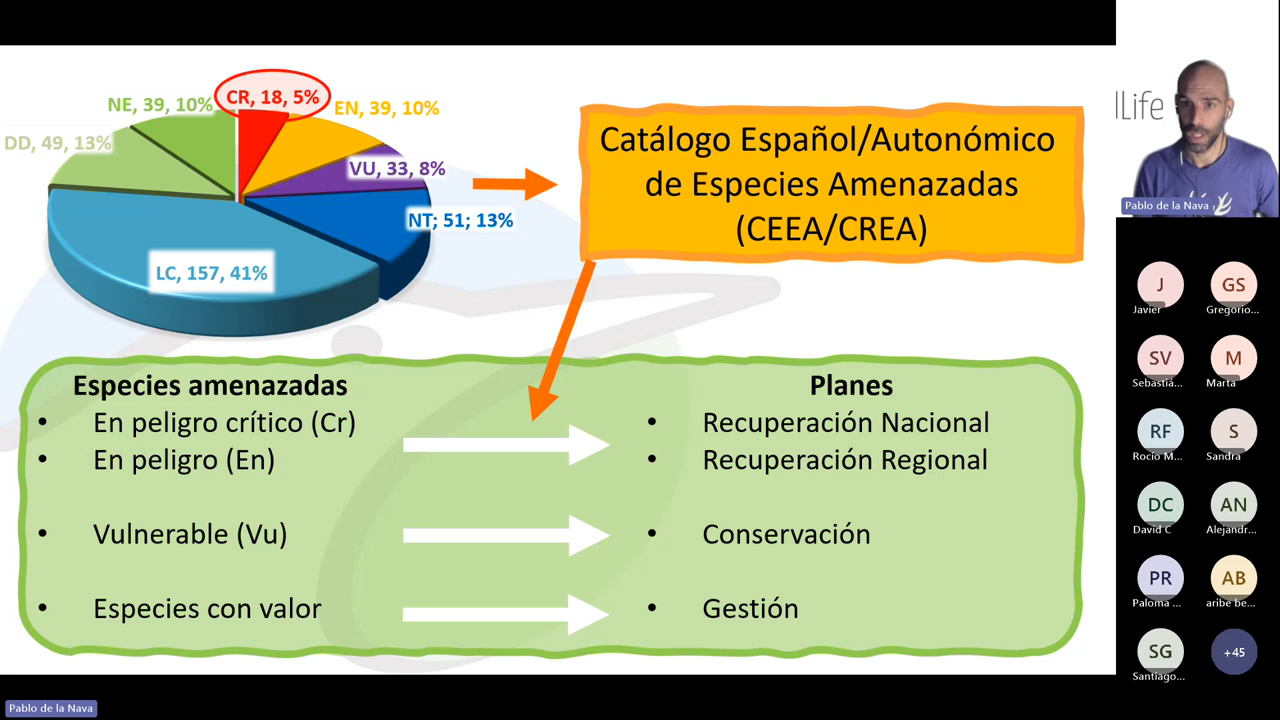 NE, 39, 10%
CR, 18, 5%
EN, 39, 10%
DD, 49, 13%
VU, 33, 8%
NT; 51; 13%
LC, 157, 41%
Catálogo Español/Autonómico
de Especies Amenazadas
(CEEA/CREA)
Especies amenazadas
• En peligro crítico (Cr)
• En peligro (En)
• Vulnerable (Vu)
• Especies con valor
Planes
• Recuperación Nacional
• Recuperación Regional
• Conservación
• Gestión
Life
Pablo de la Nava
J
Javier
GS
Gregorio...
SV
Sebastiá...
M
Marta
RF
Rocío M...
S
Sandra
DC
David C
AN
Alejandr...
PR
Paloma ...
AB
aribe be...
SG
Santiago...
+45
Pablo de la Nava